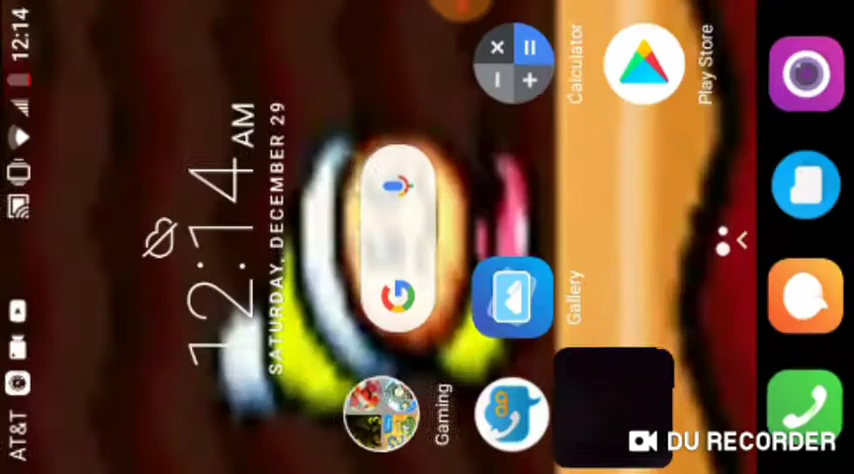 AT&T 12:14
12:14 AM
SATURDAY, DECEMBER 29
Gaming
Gallery
Calculator
Play Store
DU RECORDER